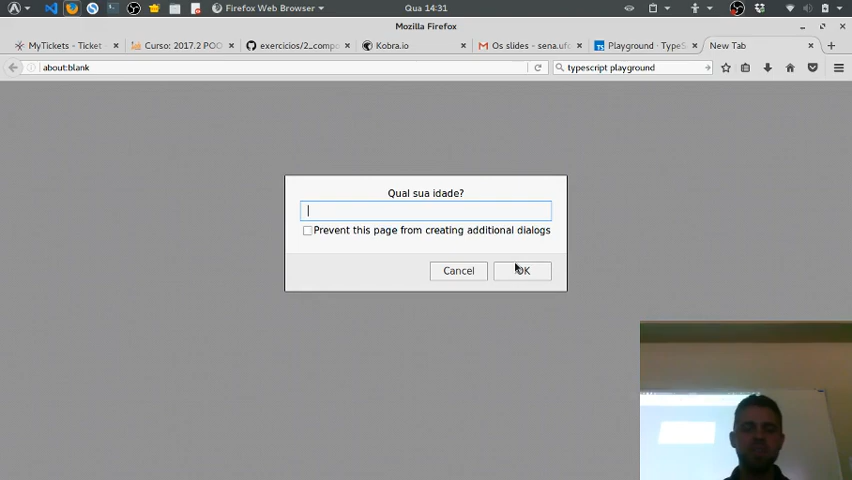 Firefox Web Browser
Qua 14:31
Mozilla Firefox
MyTickets - Ticket
Curso: 2017.2 POO
exercicios/2_compo
Kobra.io
Os slides - sena.ufc
Playground · TypeS
New Tab
about:blank
typescript playground
Qual sua idade?
Prevent this page from creating additional dialogs
Cancel
OK